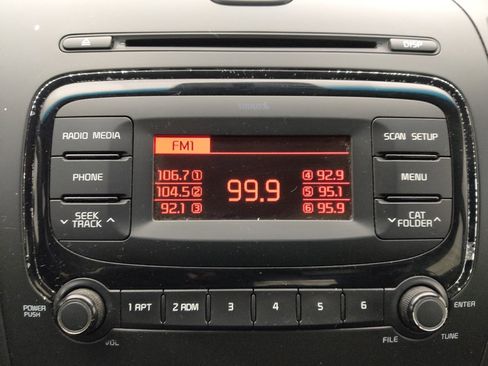 DISP
SIRIUS
RADIO MEDIA
SCAN SETUP
FM1
PHONE
MENU
106.7 1
4 92.9
104.5 2
99.9
5 95.1
92.1 3
6 95.9
SEEK
TRACK
CAT
FOLDER
POWER
PUSH
1 APT
2 RDM
3
4
5
6
ENTER
VOL
FILE
TUNE